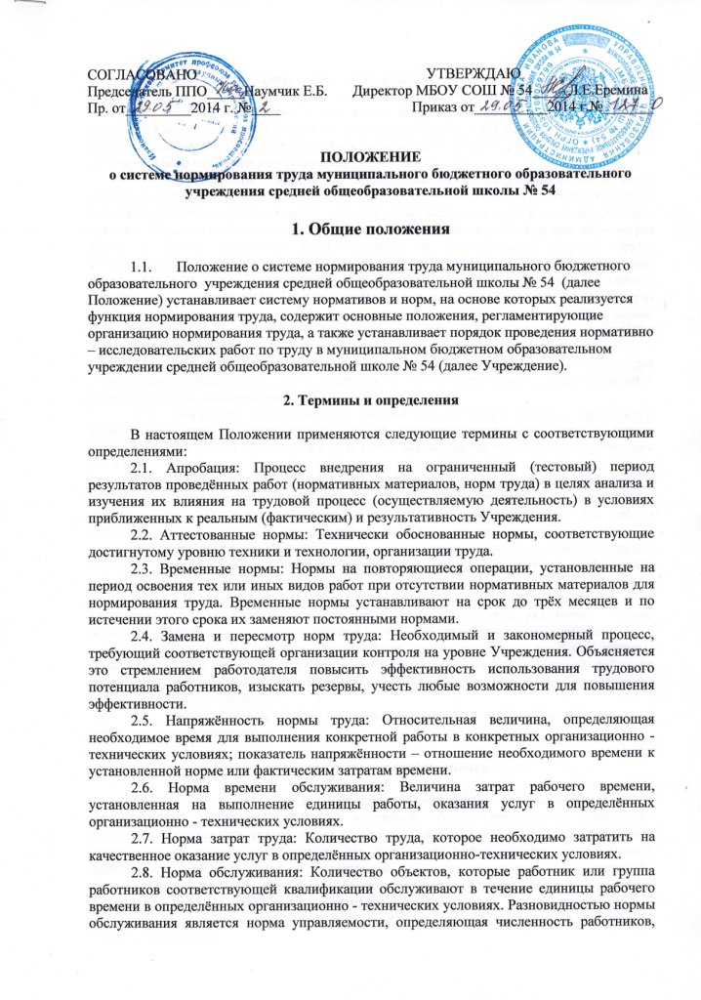 СОГЛАСОВАНО УТВЕРЖДАЮ
Председатель ППО Наумчик Е.Б. Директор МБОУ СОШ № 54 Л.Е.Еремина
Пр. от 29.05 2014 г. № 2 Приказ от 29.05 2014 г.№ 127-О
ПОЛОЖЕНИЕ
о системе нормирования труда муниципального бюджетного образовательного
учреждения средней общеобразовательной школы № 54
1. Общие положения
1.1. Положение о системе нормирования труда муниципального бюджетного
образовательного учреждения средней общеобразовательной школы № 54 (далее
Положение) устанавливает систему нормативов и норм, на основе которых реализуется
функция нормирования труда, содержит основные положения, регламентирующие
организацию нормирования труда, а также устанавливает порядок проведения нормативно
– исследовательских работ по труду в муниципальном бюджетном образовательном
учреждении средней общеобразовательной школе № 54 (далее Учреждение).
2. Термины и определения
В настоящем Положении применяются следующие термины с соответствующими
определениями:
2.1. Апробация: Процесс внедрения на ограниченный (тестовый) период
результатов проведённых работ (нормативных материалов, норм труда) в целях анализа и
изучения их влияния на трудовой процесс (осуществляемую деятельность) в условиях
приближенных к реальным (фактическим) и результативность Учреждения.
2.2. Аттестованные нормы: Технически обоснованные нормы, соответствующие
достигнутому уровню техники и технологии, организации труда.
2.3. Временные нормы: Нормы на повторяющиеся операции, установленные на
период освоения тех или иных видов работ при отсутствии нормативных материалов для
нормирования труда. Временные нормы устанавливают на срок до трёх месяцев и по
истечении этого срока их заменяют постоянными нормами.
2.4. Замена и пересмотр норм труда: Необходимый и закономерный процесс,
требующий соответствующей организации контроля на уровне Учреждения. Объясняется
это стремлением работодателя повысить эффективность использования трудового
потенциала работников, изыскать резервы, учесть любые возможности для повышения
эффективности.
2.5. Напряжённость нормы труда: Относительная величина, определяющая
необходимое время для выполнения конкретной работы в конкретных организационно -
технических условиях; показатель напряжённости – отношение необходимого времени к
установленной норме или фактическим затратам времени.
2.6. Норма времени обслуживания: Величина затрат рабочего времени,
установленная на выполнение единицы работы, оказания услуг в определённых
организационно - технических условиях.
2.7. Норма затрат труда: Количество труда, которое необходимо затратить на
качественное оказание услуг в определённых организационно-технических условиях.
2.8. Норма обслуживания: Количество объектов, которые работник или группа
работников соответствующей квалификации обслуживают в течение единицы рабочего
времени в определённых организационно - технических условиях. Разновидностью нормы
обслуживания является норма управляемости, определяющая численность работников,